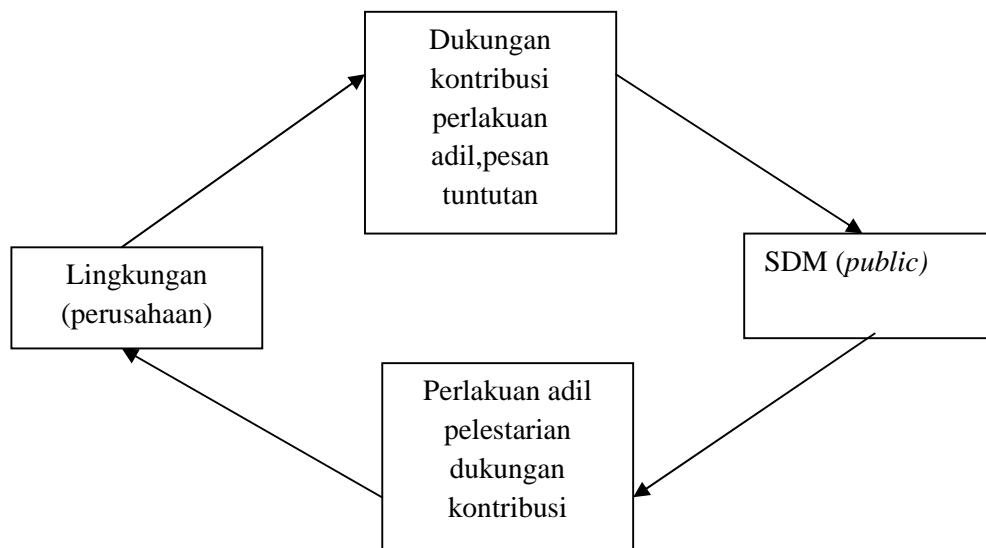 Dukungan
kontribusi
perlakuan
adil,pesan
tuntutan
Lingkungan
(perusahaan)
SDM (public)
Perlakuan adil
pelestarian
dukungan
kontribusi